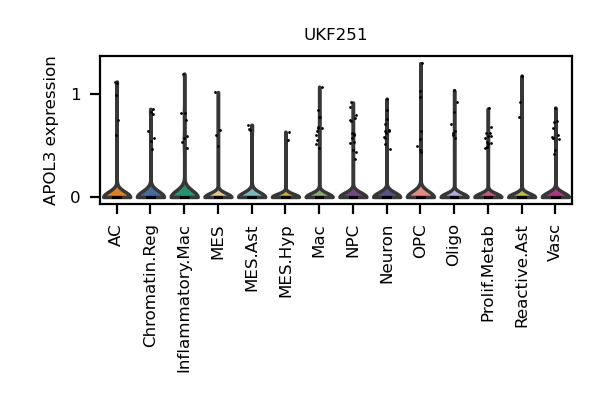 UKF251
APOL3 expression
1
0
AC
Chromatin.Reg
Inflammatory.Mac
MES
MES.Ast
MES.Hyp
Mac
NPC
Neuron
OPC
Oligo
Prolif.Metab
Reactive.Ast
Vasc